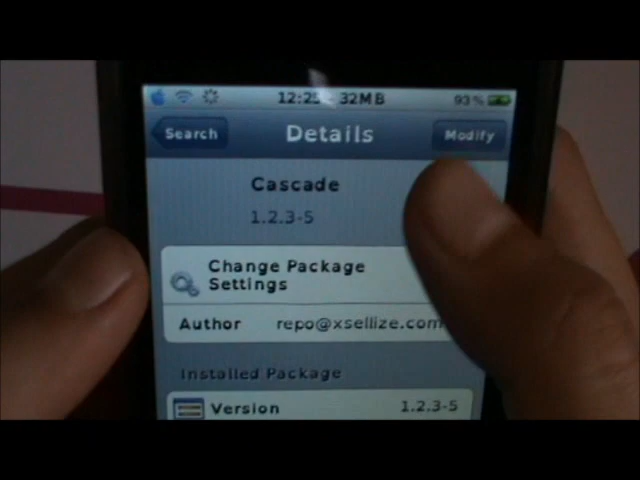 12:25 - 32MB 93%
Search Details Modify
Cascade
1.2.3-5
Change Package
Settings
Author repo@xsellize.com
Installed Package
Version 1.2.3-5